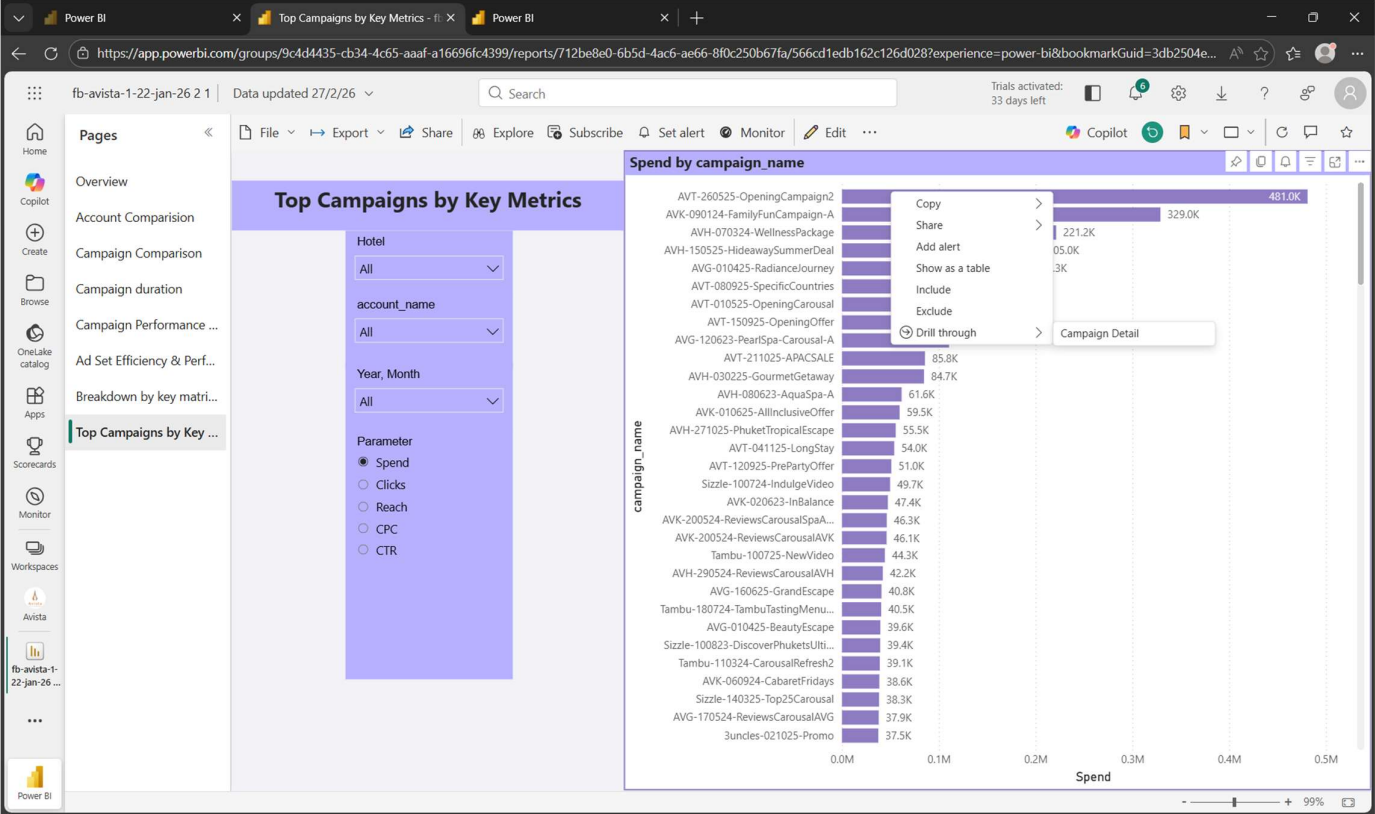 Power BI
Top Campaigns by Key Metrics - fb
Power BI
https://app.powerbi.com/groups/9c4d4435-cb34-4c65-aaaf-a16696fc4399/reports/712be8e0-6b5d-4ac6-ae66-8f0c250b67fa/566cd1edb162c126d028?experience=power-bi&bookmarkGuid=3db2504e...
fb-avista-1-22-jan-26 2 1
Data updated 27/2/26
Search
Trials activated:
33 days left
6
Home
Copilot
Create
Browse
OneLake
catalog
Apps
Scorecards
Monitor
Workspaces
Avista
fb-avista-1-
22-jan-26 ...
Power BI
Pages
Overview
Account Comparision
Campaign Comparison
Campaign duration
Campaign Performance ...
Ad Set Efficiency & Perf...
Breakdown by key matri...
Top Campaigns by Key ...
File
Export
Share
Explore
Subscribe
Set alert
Monitor
Edit
Copilot
Top Campaigns by Key Metrics
Hotel
All
account_name
All
Year, Month
All
Parameter
Spend
Clicks
Reach
CPC
CTR
Spend by campaign_name
campaign_name
AVT-260525-OpeningCampaign2 481.0K
AVK-090124-FamilyFunCampaign-A 329.0K
AVH-070324-WellnessPackage 221.2K
AVH-150525-HideawaySummerDeal 05.0K
AVG-010425-RadianceJourney .3K
AVT-080925-SpecificCountries
AVT-010525-OpeningCarousal
AVT-150925-OpeningOffer
AVG-120623-PearlSpa-Carousal-A
AVT-211025-APACSALE 85.8K
AVH-030225-GourmetGetaway 84.7K
AVH-080623-AquaSpa-A 61.6K
AVK-010625-AllInclusiveOffer 59.5K
AVH-271025-PhuketTropicalEscape 55.5K
AVT-041125-LongStay 54.0K
AVT-120925-PrePartyOffer 51.0K
Sizzle-100724-IndulgeVideo 49.7K
AVK-020623-InBalance 47.4K
AVK-200524-ReviewsCarousalSpaA... 46.3K
AVK-200524-ReviewsCarousalAVK 46.1K
Tambu-100725-NewVideo 44.3K
AVH-290524-ReviewsCarousalAVH 42.2K
AVG-160625-GrandEscape 40.8K
Tambu-180724-TambuTastingMenu... 40.5K
AVG-010425-BeautyEscape 39.6K
Sizzle-100823-DiscoverPhuketsUlti... 39.4K
Tambu-110324-CarousalRefresh2 39.1K
AVK-060924-CabaretFridays 38.6K
Sizzle-140325-Top25Carousal 38.3K
AVG-170524-ReviewsCarousalAVG 37.9K
3uncles-021025-Promo 37.5K
0.0M 0.1M 0.2M 0.3M 0.4M 0.5M
Spend
Copy
Share
Add alert
Show as a table
Include
Exclude
Drill through
Campaign Detail
- + 99%